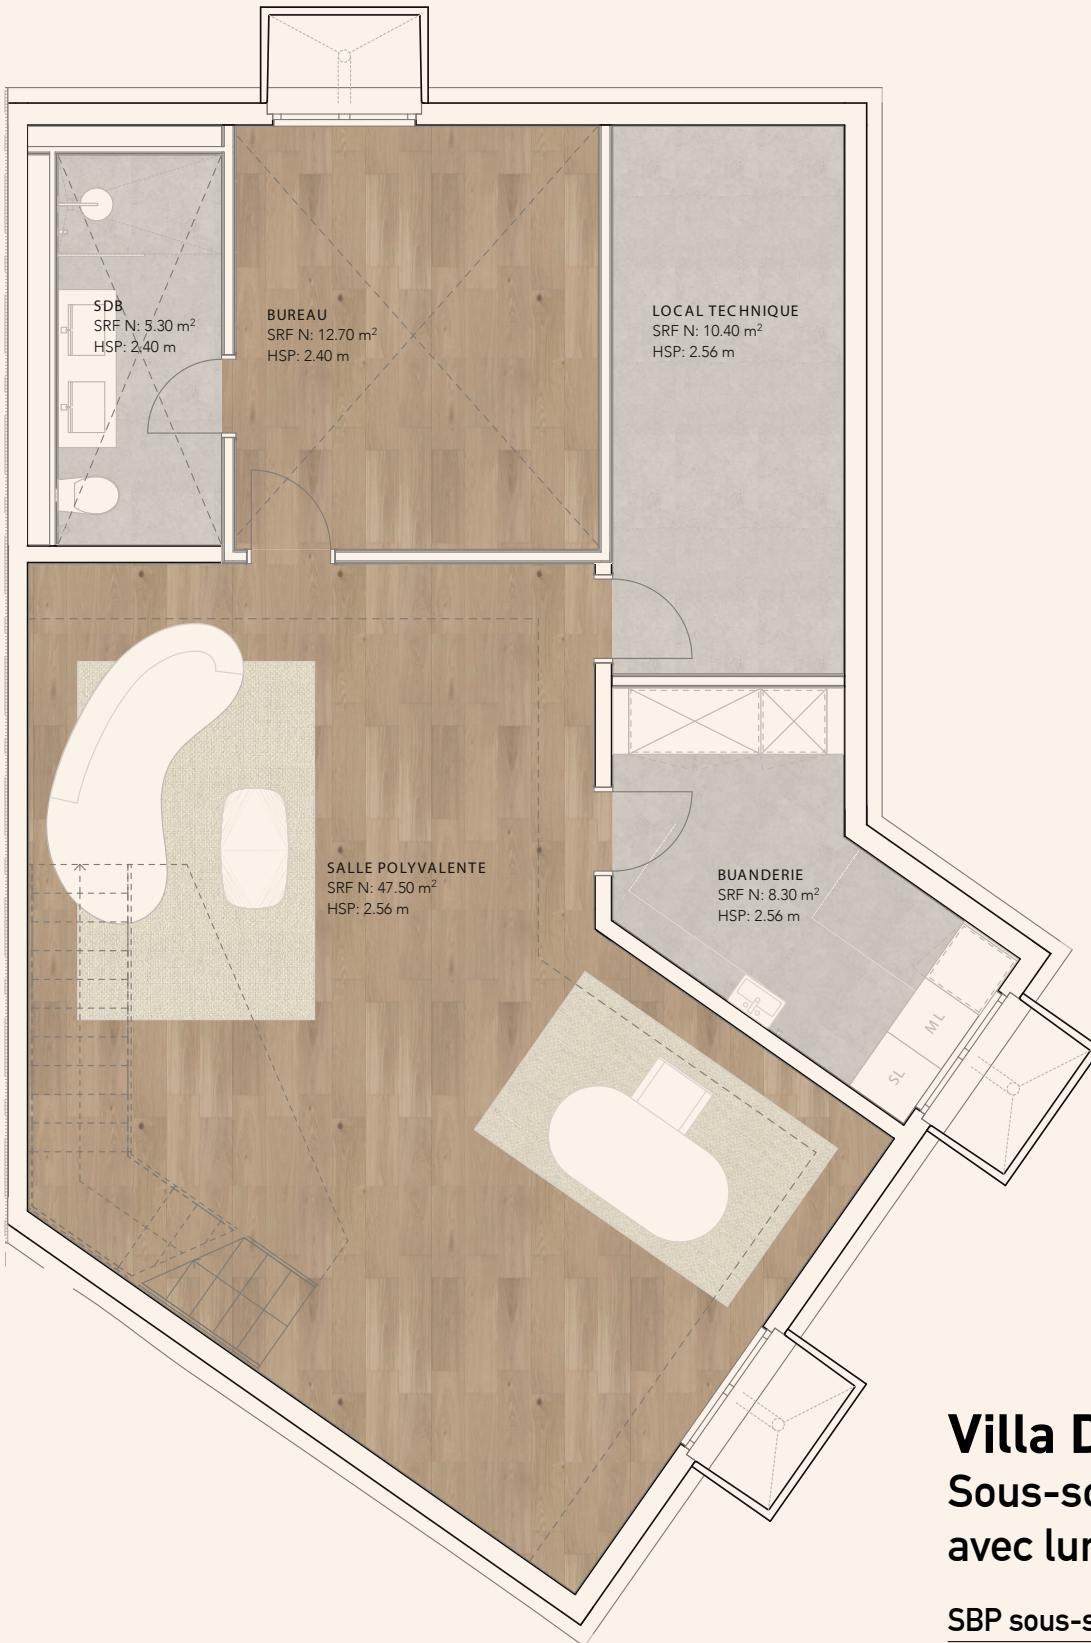 SDB
SRF N: 5.30 m²
HSP: 2.40 m
BUREAU
SRF N: 12.70 m²
HSP: 2.40 m
LOCAL TECHNIQUE
SRF N: 10.40 m²
HSP: 2.56 m
SALLE POLYVALENTE
SRF N: 47.50 m²
HSP: 2.56 m
BUANDERIE
SRF N: 8.30 m²
HSP: 2.56 m
ML
SL
Villa D
Sous-so
avec lu
SBP sous-s